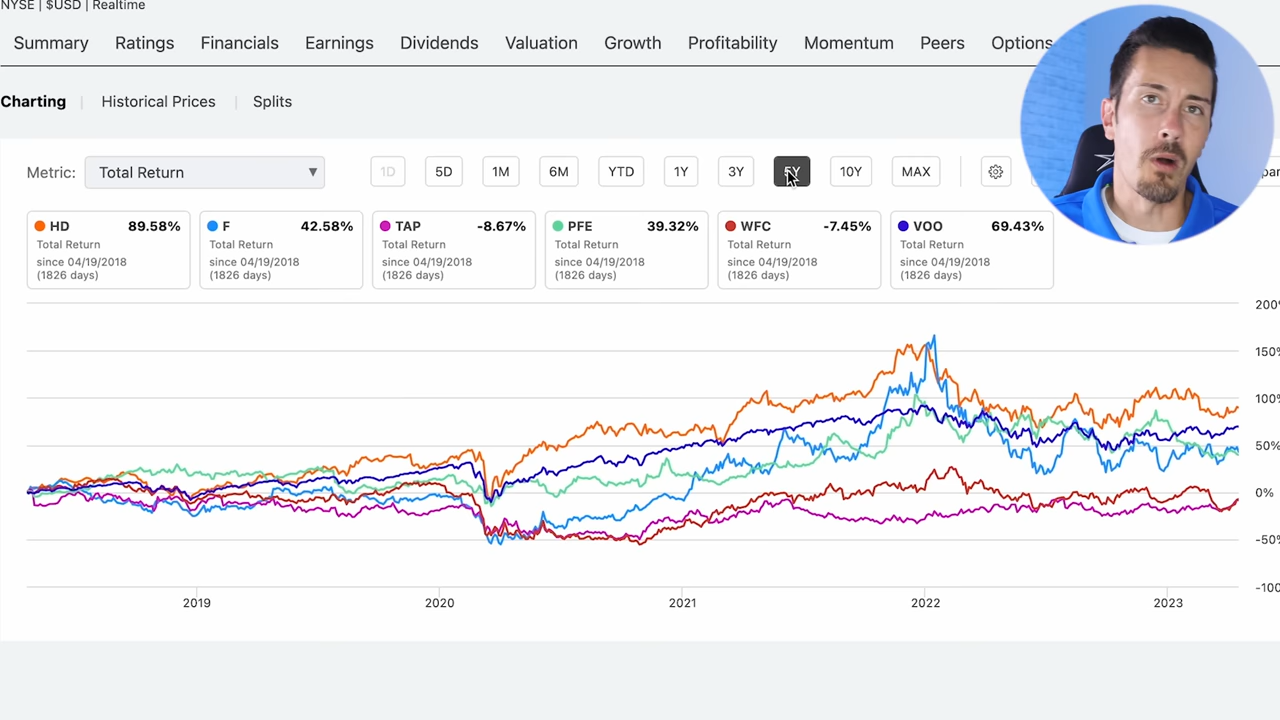 NYSE | $USD | Realtime
Summary Ratings Financials Earnings Dividends Valuation Growth Profitability Momentum Peers Options
Charting | Historical Prices | Splits
Metric: Total Return ▼ 1D 5D 1M 6M YTD 1Y 3Y 5Y 10Y MAX
HD 89.58% F 42.58% TAP -8.67% PFE 39.32% WFC -7.45% VOO 69.43%
Total Return Total Return Total Return Total Return Total Return Total Return
since 04/19/2018 since 04/19/2018 since 04/19/2018 since 04/19/2018 since 04/19/2018 since 04/19/2018
(1826 days) (1826 days) (1826 days) (1826 days) (1826 days) (1826 days)
200%
150%
100%
50%
0%
-50%
-100
2019 2020 2021 2022 2023